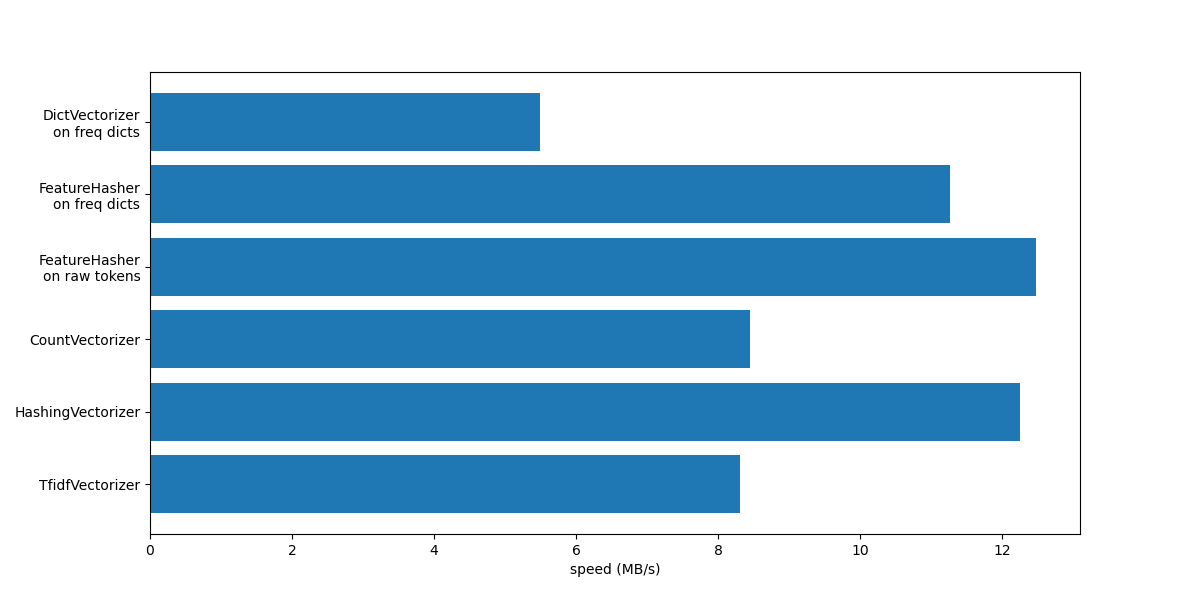 DictVectorizer
on freq dicts
FeatureHasher
on freq dicts
FeatureHasher
on raw tokens
CountVectorizer
HashingVectorizer
TfidfVectorizer
0 2 4 6 8 10 12
speed (MB/s)